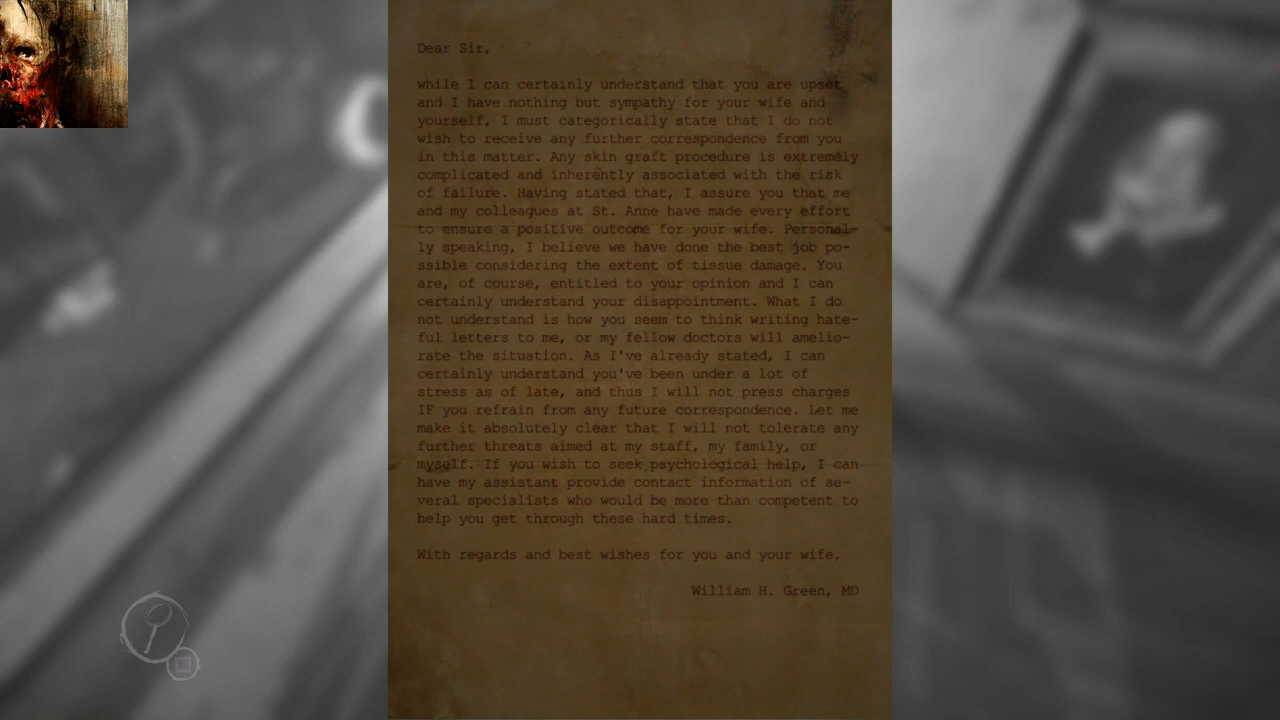 Dear Sir,
while I can certainly understand that you are upset
and I have nothing but sympathy for your wife and
yourself, I must categorically state that I do not
wish to receive any further correspondence from you
in this matter. Any skin graft procedure is extremely
complicated and inherently associated with the risk
of failure. Having stated that, I assure you that me
and my colleagues at St. Anne have made every effort
to ensure a positive outcome for your wife. Personal-
ly speaking, I believe we have done the best job po-
ssible considering the extent of tissue damage. You
are, of course, entitled to your opinion and I can
certainly understand your disappointment. What I do
not understand is how you seem to think writing hate-
ful letters to me, or my fellow doctors will amelio-
rate the situation. As I've already stated, I can
certainly understand you've been under a lot of
stress as of late, and thus I will not press charges
IF you refrain from any future correspondence. Let me
make it absolutely clear that I will not tolerate any
further threats aimed at my staff, my family, or
myself. If you wish to seek psychological help, I can
have my assistant provide contact information of se-
veral specialists who would be more than competent to
help you get through these hard times.
With regards and best wishes for you and your wife.
William H. Green, MD